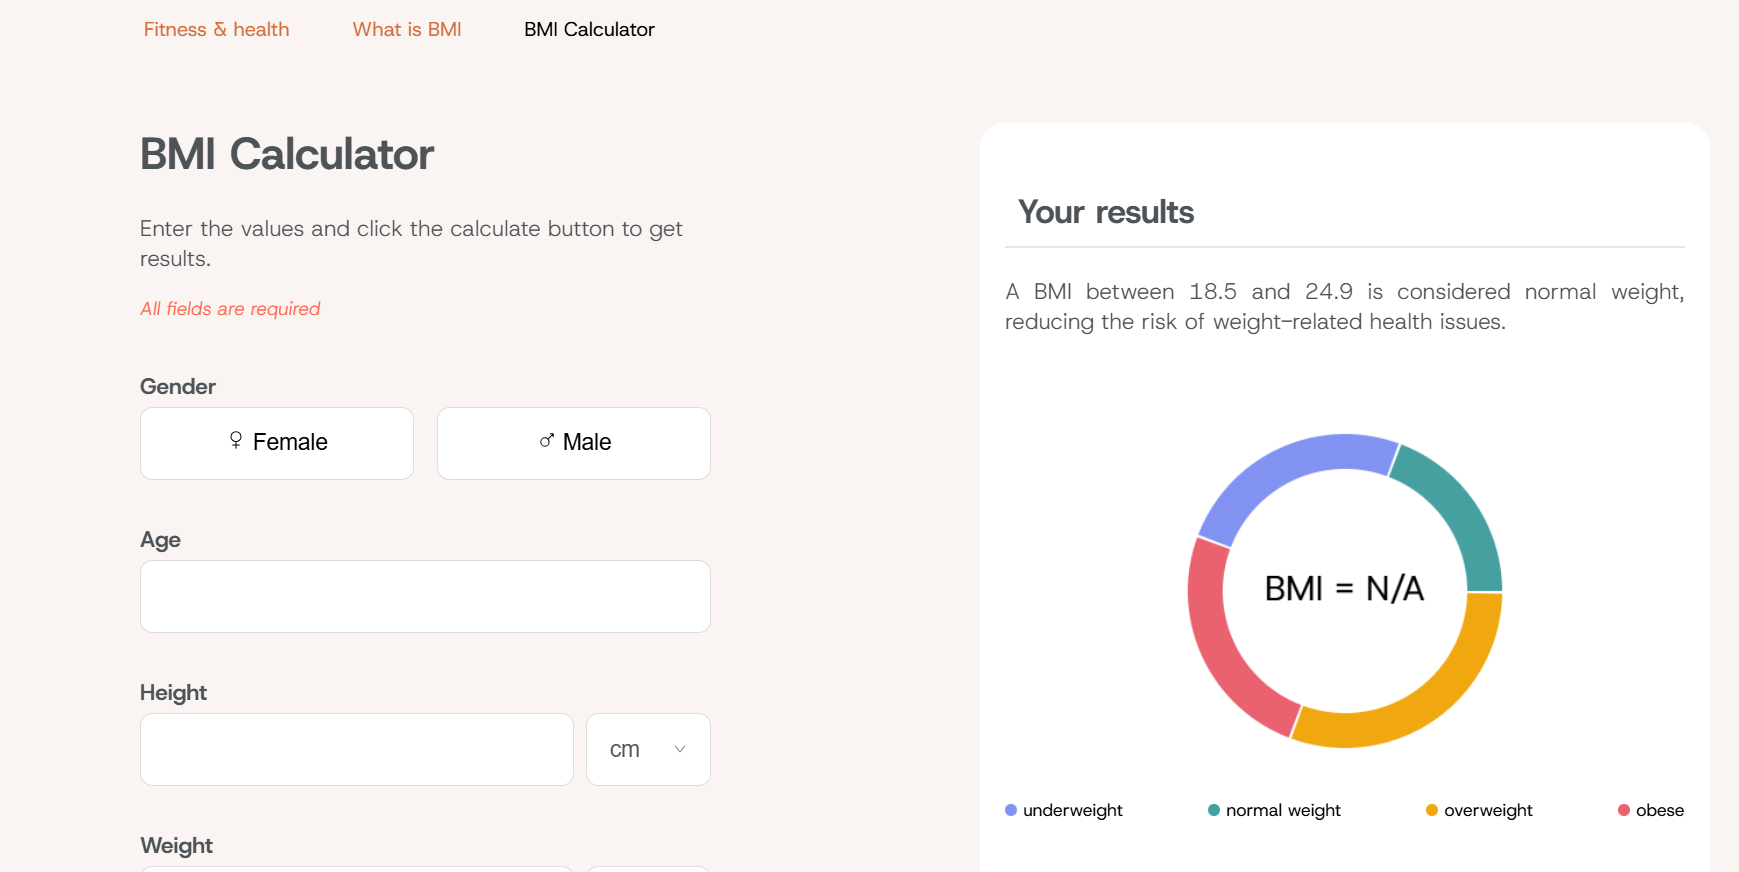 Fitness & health
What is BMI
BMI Calculator
BMI Calculator
Enter the values and click the calculate button to get
results.
All fields are required
Gender
♀ Female
♂ Male
Age
Height
cm
Weight
Your results
A BMI between 18.5 and 24.9 is considered normal weight,
reducing the risk of weight-related health issues.
BMI = N/A
underweight
normal weight
overweight
obese